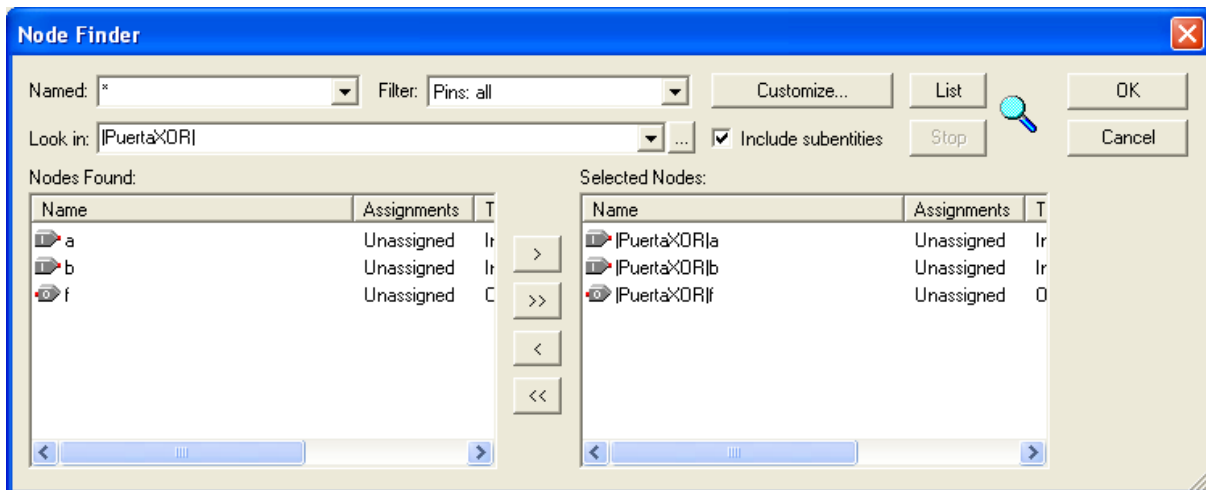 Node Finder
Named: * Filter: Pins: all Customize... List OK
Look in: |PuertaXOR| ... Include subentities Stop Cancel
Nodes Found: Selected Nodes:
Name Assignments T Name Assignments T
a Unassigned In |PuertaXOR|a Unassigned In
b Unassigned In |PuertaXOR|b Unassigned In
f Unassigned O |PuertaXOR|f Unassigned O
>
>>
<
<<